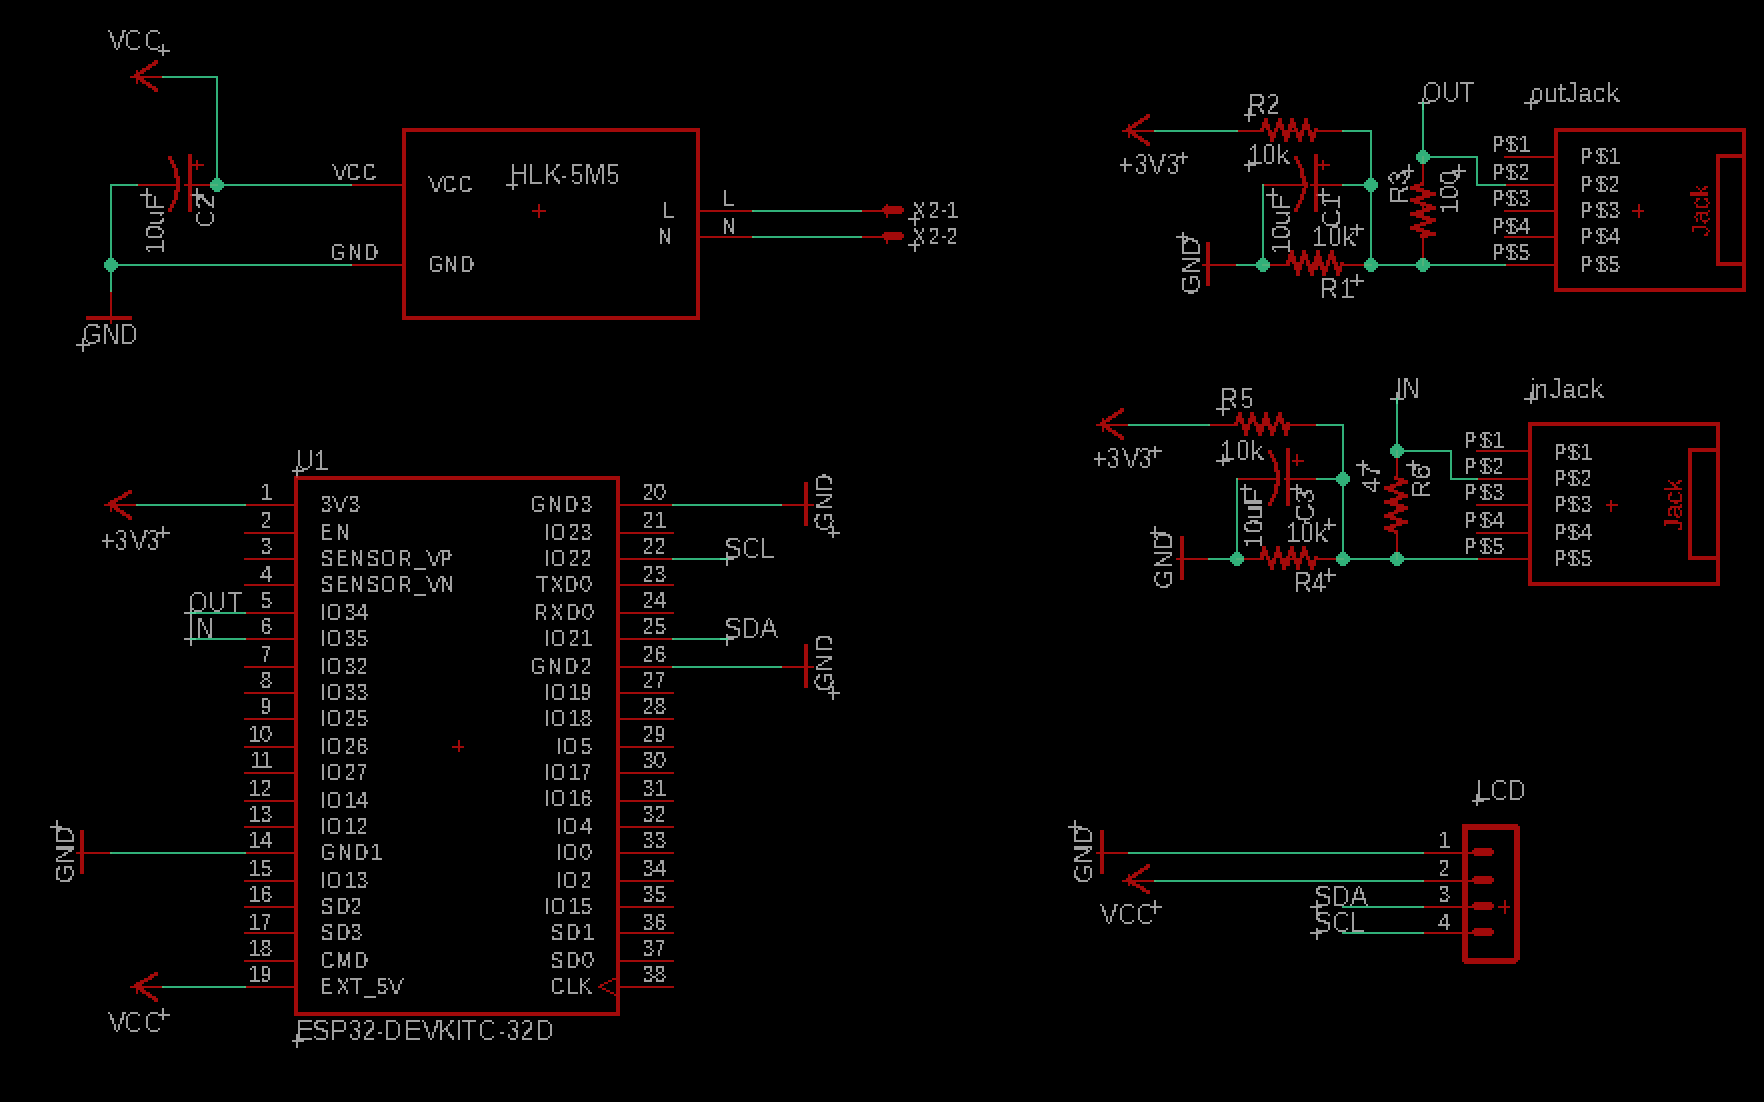 VCC
10uF
C2
GND
VCC
GND
HLK-5M5
VCC
GND
L
N
L
N
X2-1
X2-2
R2
10k
+3V3
10uF
C1
10k
R1
GND
OUT
R3
100
outJack
P$1
P$2
P$3
P$4
P$5
P$1
P$2
P$3
P$4
P$5
Jack
R5
10k
+3V3
10uF
C3
10k
R4
GND
IN
47
R6
inJack
P$1
P$2
P$3
P$4
P$5
P$1
P$2
P$3
P$4
P$5
Jack
U1
+3V3
OUT
IN
GND
VCC
1 3V3 GND3 20
2 EN IO23 21
3 SENSOR_VP IO22 22
4 SENSOR_VN TXD0 23
5 IO34 RXD0 24
6 IO35 IO21 25
7 IO32 GND2 26
8 IO33 IO19 27
9 IO25 IO18 28
10 IO26 IO5 29
11 IO27 IO17 30
12 IO14 IO16 31
13 IO12 IO4 32
14 GND1 IO0 33
15 IO13 IO2 34
16 SD2 IO15 35
17 SD3 SD1 36
18 CMD SD0 37
19 EXT_5V CLK 38
GND
SCL
SDA
GND
ESP32-DEVKITC-32D
LCD
GND
VCC
SDA
SCL
1
2
3
4